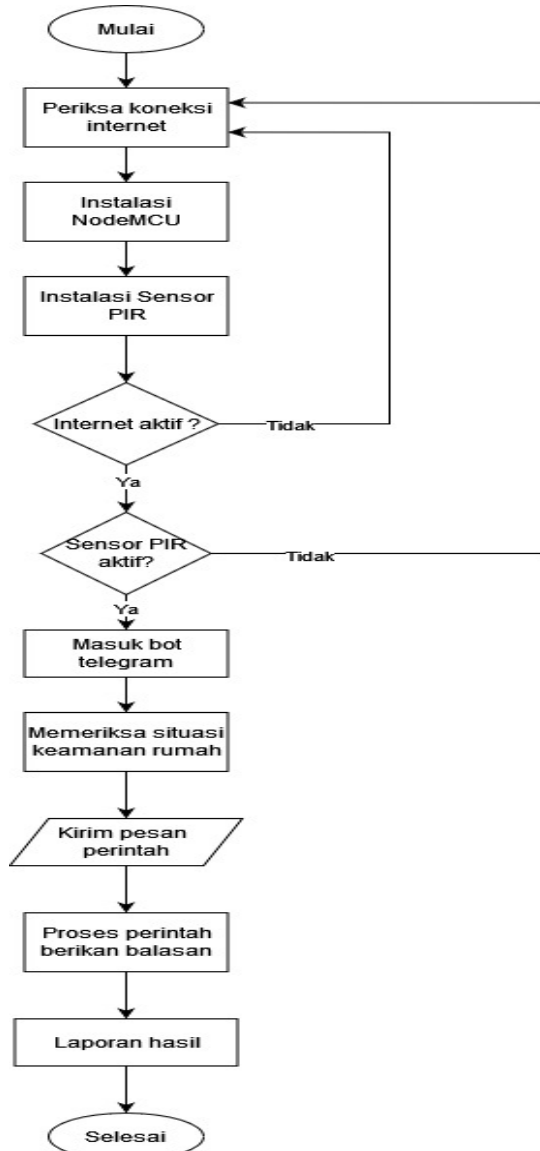 Mulai
Periksa koneksi
internet
Instalasi
NodeMCU
Instalasi Sensor
PIR
Internet aktif ?
Tidak
Ya
Sensor PIR
aktif?
Tidak
Ya
Masuk bot
telegram
Memeriksa situasi
keamanan rumah
Kirim pesan
perintah
Proses perintah
berikan balasan
Laporan hasil
Selesai